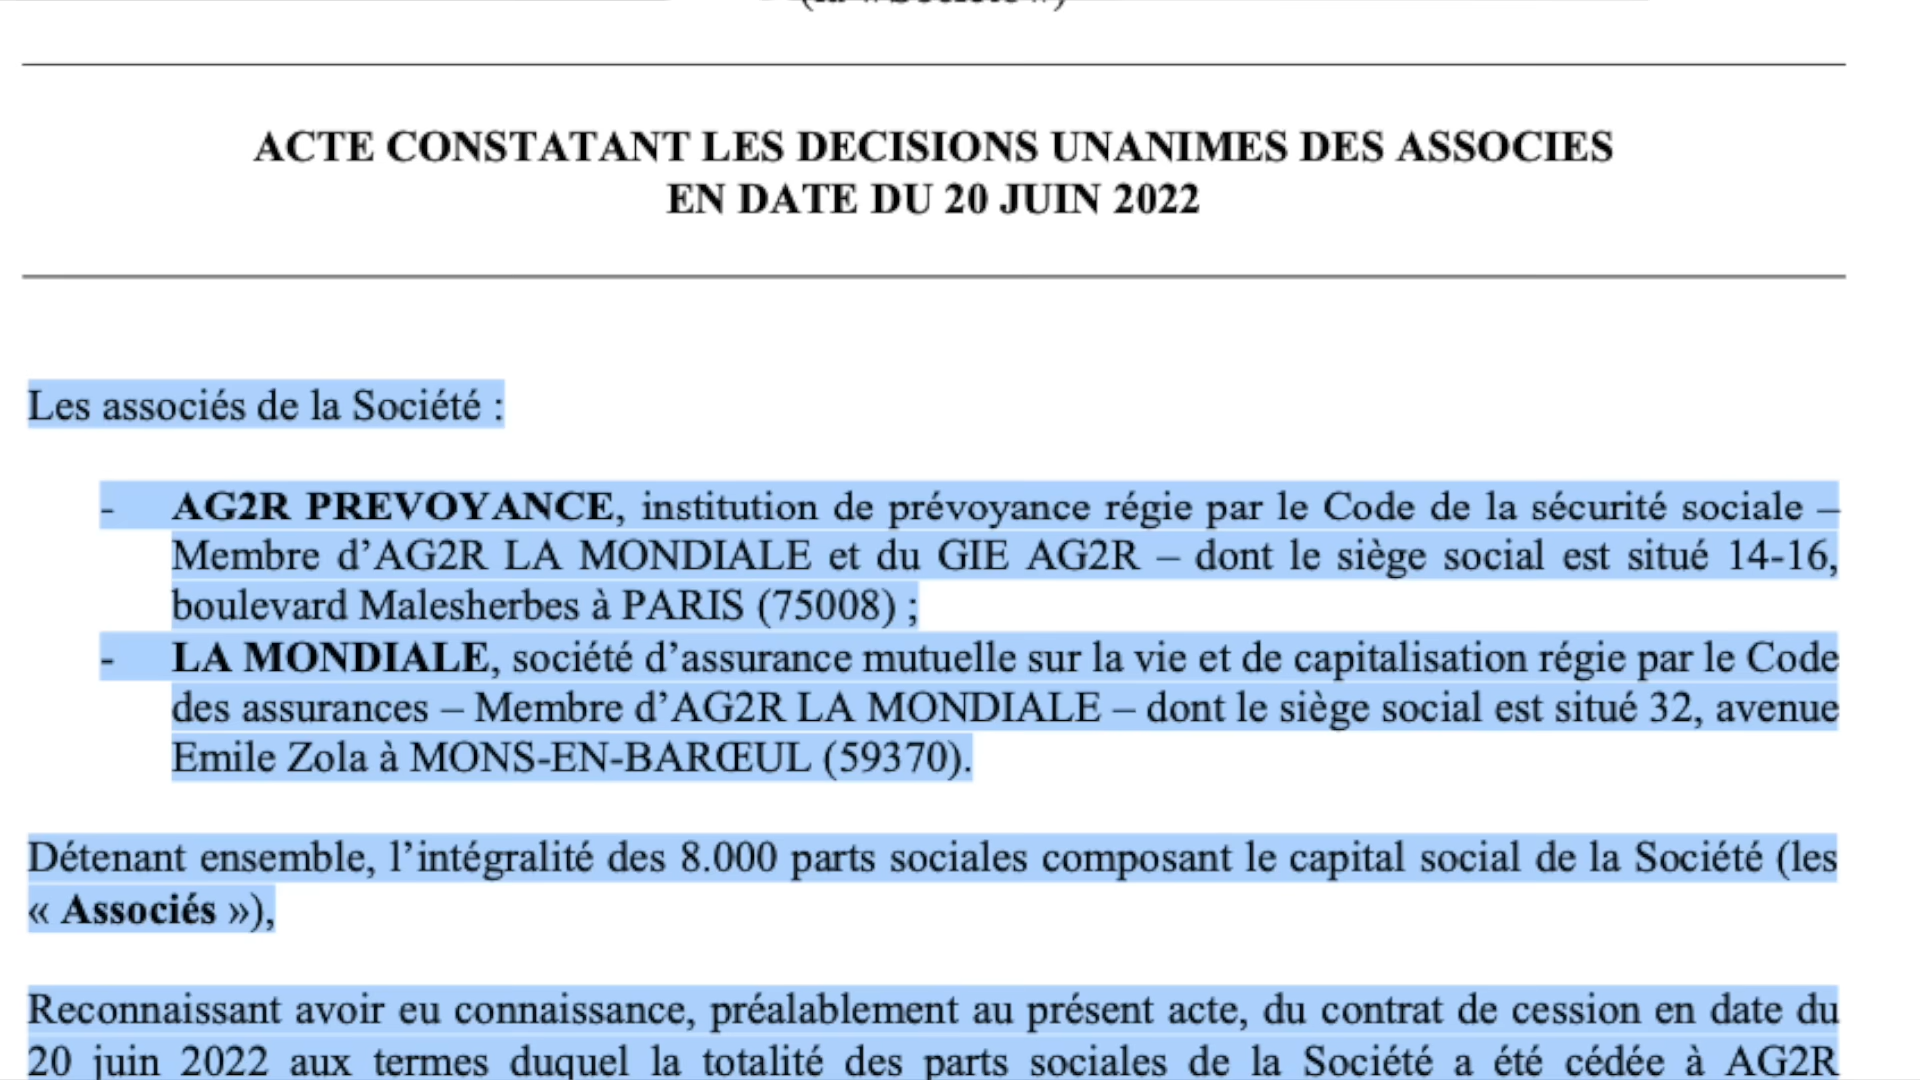 ACTE CONSTATANT LES DECISIONS UNANIMES DES ASSOCIES
EN DATE DU 20 JUIN 2022
Les associés de la Société :
- AG2R PREVOYANCE, institution de prévoyance régie par le Code de la sécurité sociale –
Membre d’AG2R LA MONDIALE et du GIE AG2R – dont le siège social est situé 14-16,
boulevard Malesherbes à PARIS (75008) ;
- LA MONDIALE, société d’assurance mutuelle sur la vie et de capitalisation régie par le Code
des assurances – Membre d’AG2R LA MONDIALE – dont le siège social est situé 32, avenue
Emile Zola à MONS-EN-BARŒUL (59370).
Détenant ensemble, l’intégralité des 8.000 parts sociales composant le capital social de la Société (les
« Associés »),
Reconnaissant avoir eu connaissance, préalablement au présent acte, du contrat de cession en date du
20 juin 2022 aux termes duquel la totalité des parts sociales de la Société a été cédée à AG2R